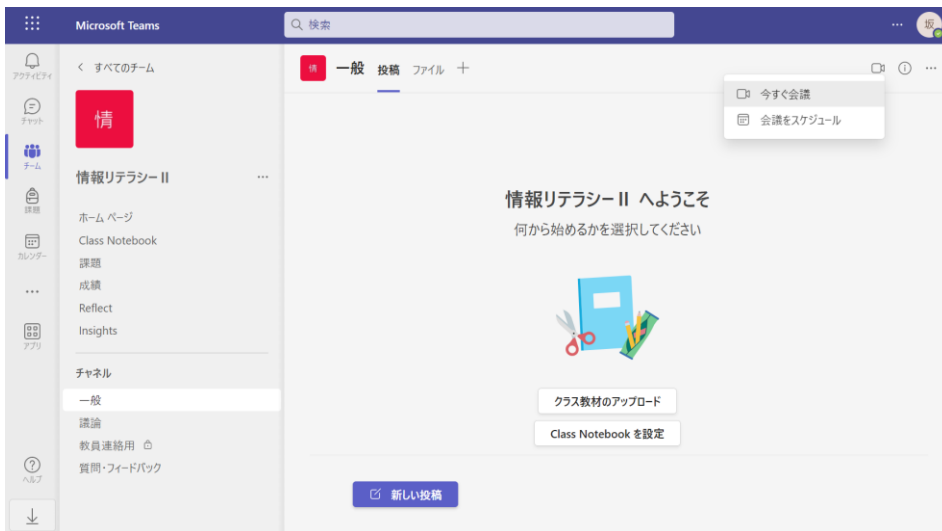 Microsoft Teams
検索
坂
アクティビティ
チャット
チーム
課題
カレンダー
アプリ
ヘルプ
すべてのチーム
情
情報リテラシーⅡ
ホーム ページ
Class Notebook
課題
成績
Reflect
Insights
チャネル
一般
議論
教員連絡用
質問・フィードバック
情 一般 投稿 ファイル
今すぐ会議
会議をスケジュール
情報リテラシーⅡ へようこそ
何から始めるかを選択してください
クラス教材のアップロード
Class Notebook を設定
新しい投稿